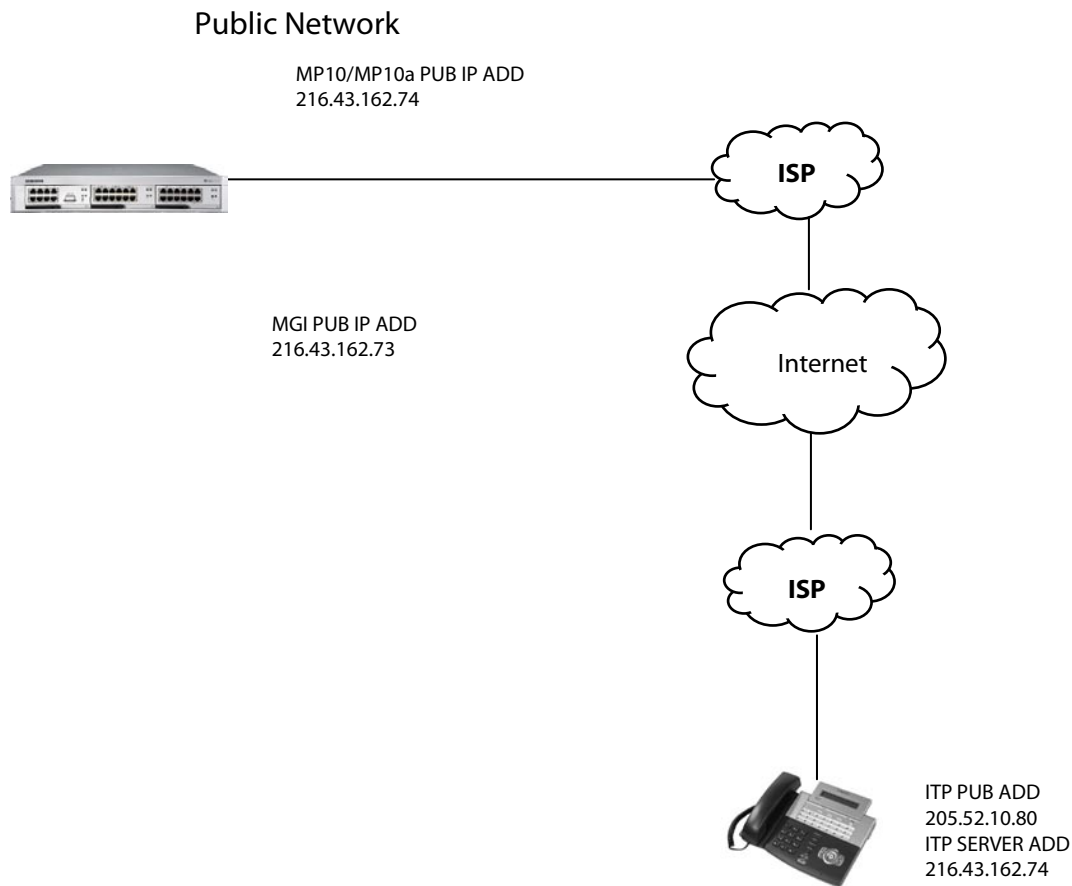 Public Network
MP10/MP10a PUB IP ADD
216.43.162.74
ISP
MGI PUB IP ADD
216.43.162.73
Internet
ISP
ITP PUB ADD
205.52.10.80
ITP SERVER ADD
216.43.162.74